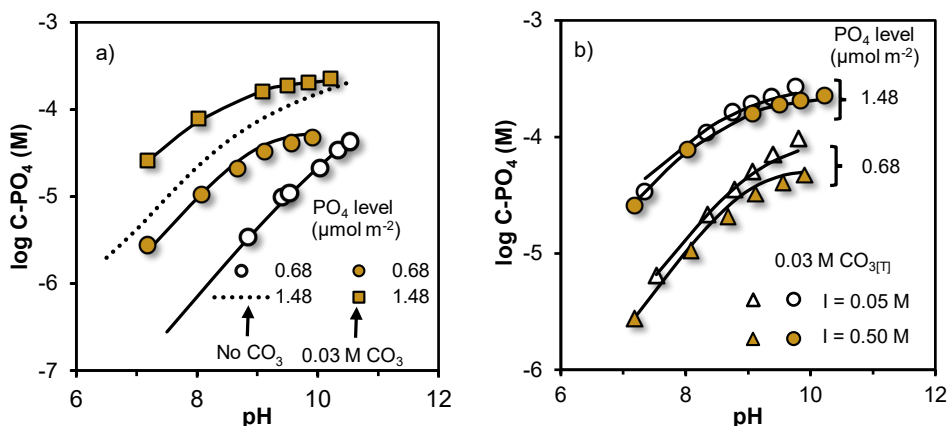 a)
-3
-4
-5
-6
-7
log C-PO₄ (M)
6
8
10
12
pH
PO₄ level
(µmol m⁻²)
0.68 0.68
1.48 1.48
No CO₃ 0.03 M CO₃
b)
-3
-4
-5
-6
log C-PO₄ (M)
6
8
10
12
pH
PO₄ level
(µmol m⁻²)
1.48
0.68
0.03 M CO₃[T]
I = 0.05 M
I = 0.50 M